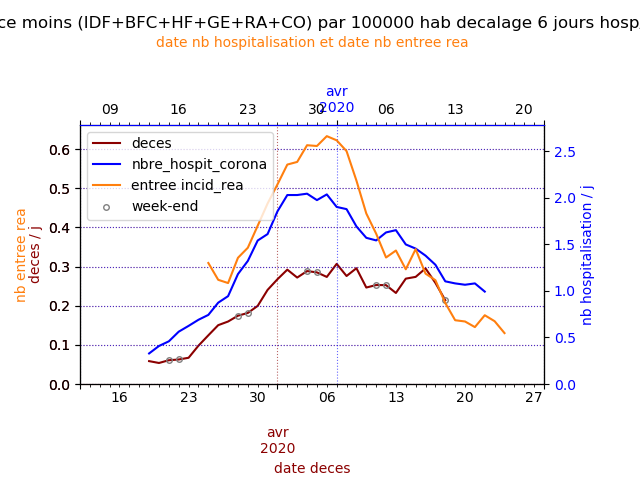 ce moins (IDF+BFC+HF+GE+RA+CO) par 100000 hab decalage 6 jours hosp
date nb hospitalisation et date nb entree rea
avr
2020
09 16 23 30 06 13 20
deces
nbre_hospit_corona
entree incid_rea
week-end
0.6
0.5
0.4
0.3
0.2
0.1
0.0
2.5
2.0
1.5
1.0
0.5
0.0
nb entree rea
deces / j
nb hospitalisation / j
16 23 30 06 13 20 27
avr
2020
date deces